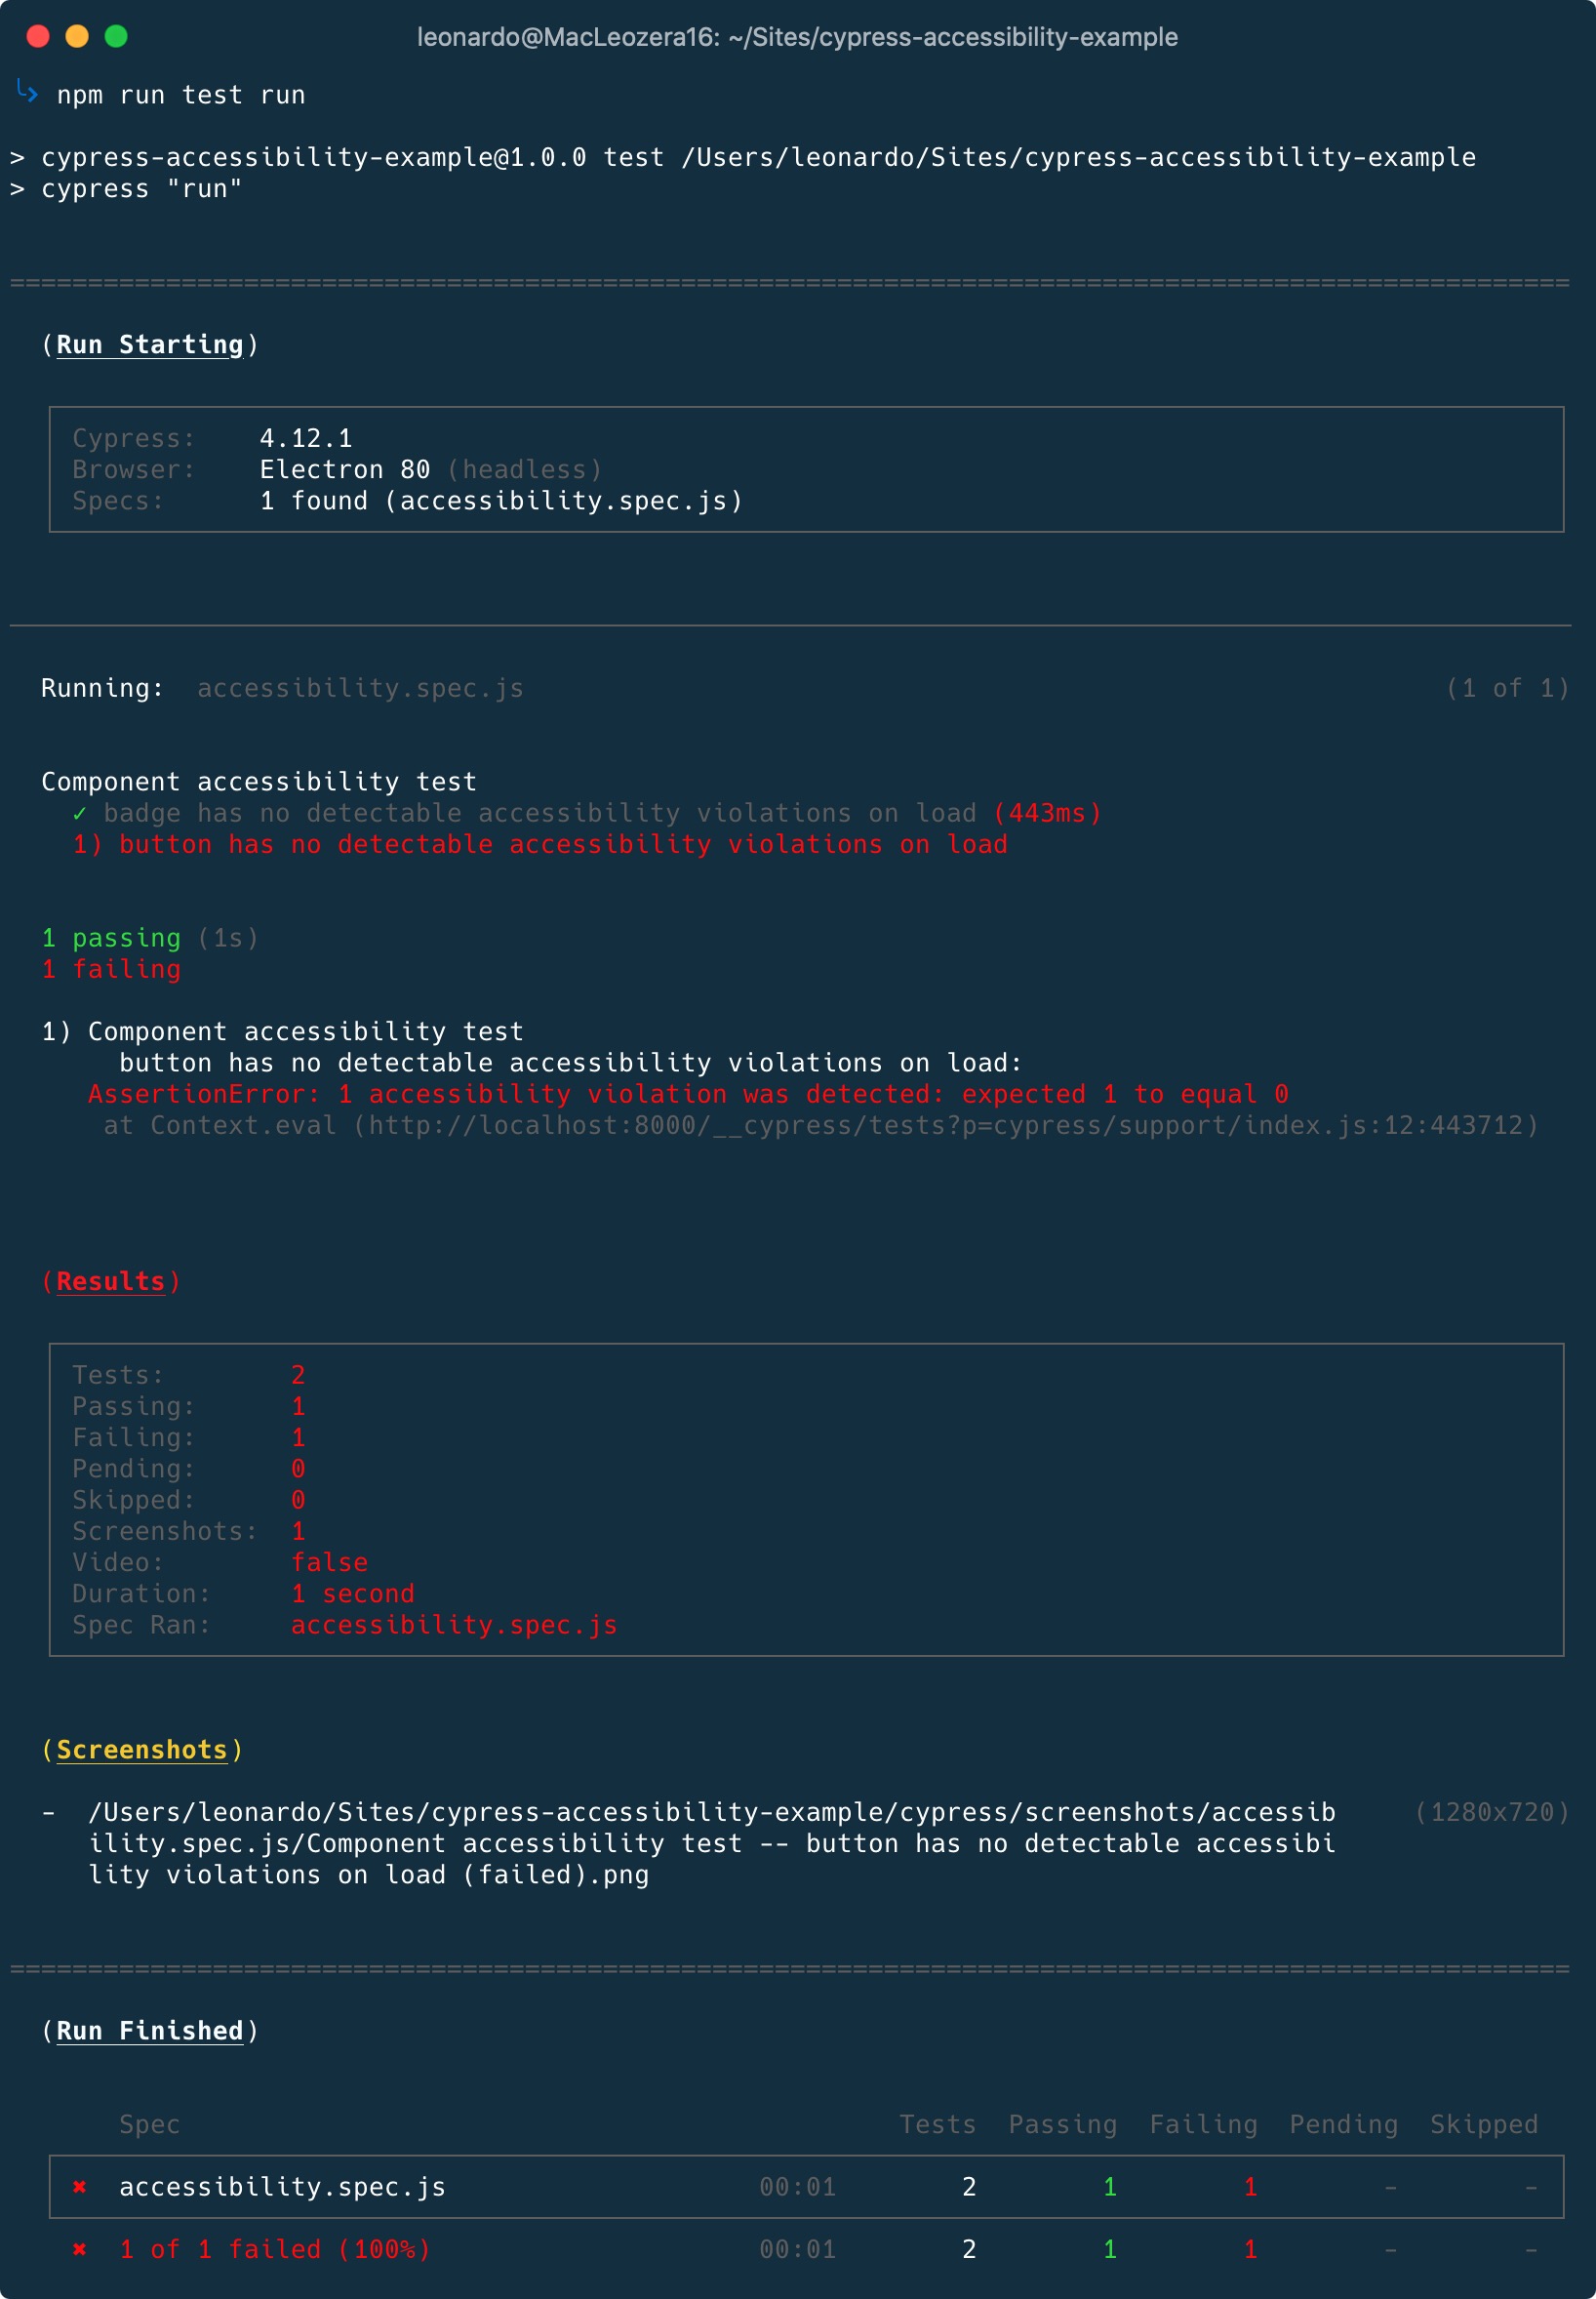 leonardo@MacLeozera16: ~/Sites/cypress-accessibility-example
npm run test run
> cypress-accessibility-example@1.0.0 test /Users/leonardo/Sites/cypress-accessibility-example
> cypress "run"
====================================================================================================
(Run Starting)
Cypress: 4.12.1
Browser: Electron 80 (headless)
Specs: 1 found (accessibility.spec.js)
Running: accessibility.spec.js (1 of 1)
Component accessibility test
✓ badge has no detectable accessibility violations on load (443ms)
1) button has no detectable accessibility violations on load
1 passing (1s)
1 failing
1) Component accessibility test
button has no detectable accessibility violations on load:
AssertionError: 1 accessibility violation was detected: expected 1 to equal 0
at Context.eval (http://localhost:8000/__cypress/tests?p=cypress/support/index.js:12:443712)
(Results)
Tests: 2
Passing: 1
Failing: 1
Pending: 0
Skipped: 0
Screenshots: 1
Video: false
Duration: 1 second
Spec Ran: accessibility.spec.js
(Screenshots)
- /Users/leonardo/Sites/cypress-accessibility-example/cypress/screenshots/accessib (1280x720)
ility.spec.js/Component accessibility test -- button has no detectable accessibi
lity violations on load (failed).png
====================================================================================================
(Run Finished)
Spec Tests Passing Failing Pending Skipped
✖ accessibility.spec.js 00:01 2 1 1 - -
✖ 1 of 1 failed (100%) 00:01 2 1 1 - -